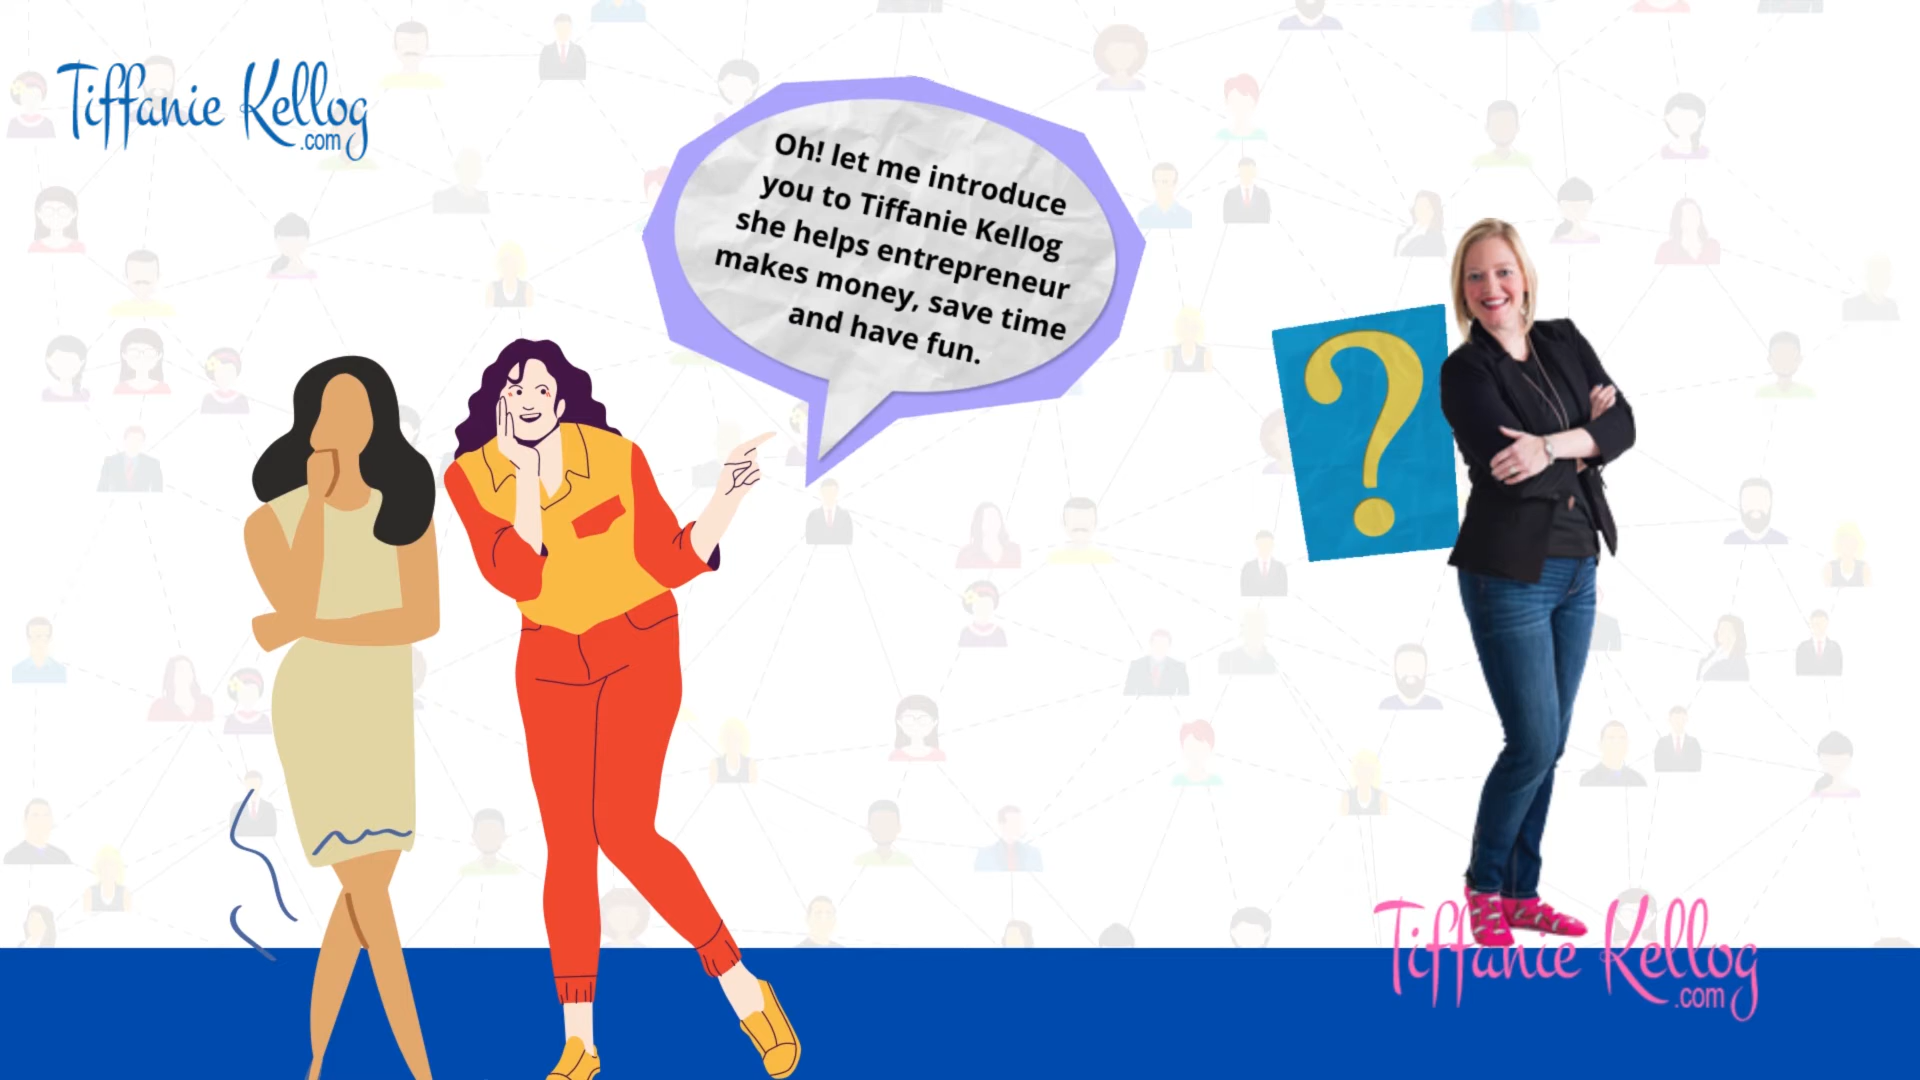 Tiffanie Kellog
.com
Oh! let me introduce
you to Tiffanie Kellog
she helps entrepreneur
makes money, save time
and have fun.
?
Tiffanie Kellog
.com